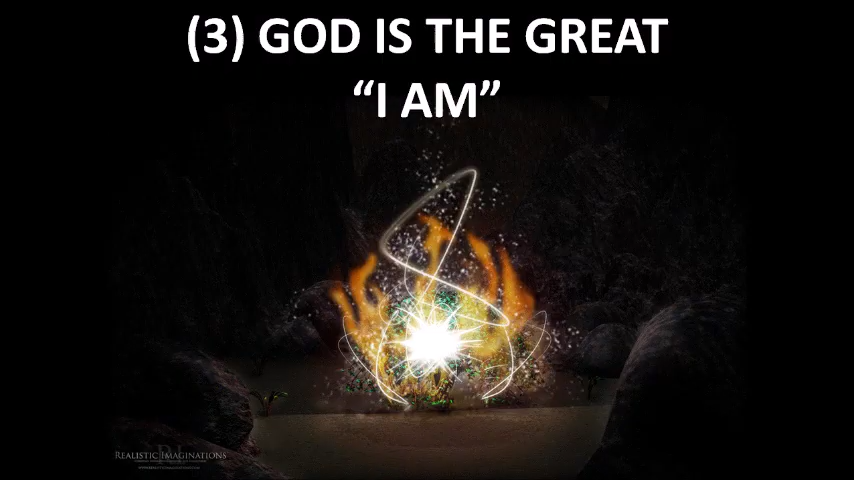 (3) GOD IS THE GREAT
“I AM”
REALISTIC IMAGINATIONS